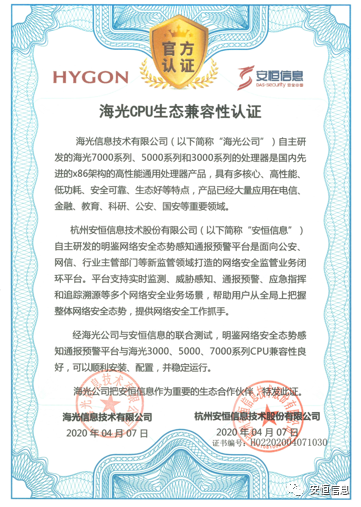 官方
认证
HYGON
安恒信息
DAS-security
海光CPU生态兼容性认证
海光信息技术有限公司（以下简称“海光公司”）自主研
发的海光7000系列、5000系列和3000系列的处理器是国内先
进的x86架构的高性能通用处理器产品，具有多核心、高性能、
低功耗、安全可靠、生态好等特点，产品已经大量应用在电信、
金融、教育、科研、公安、国安等重要领域。
杭州安恒信息技术股份有限公司（以下简称“安恒信息”）
自主研发的明鉴网络安全态势感知通报预警平台是面向公安、
网信、行业主管部门等新监管领域打造的网络安全监管业务闭
环平台。平台支持实时监测、威胁感知、通报预警、应急指挥
和追踪溯源等多个网络安全业务场景，帮助用户从全局上把握
整体网络安全态势，提供网络安全工作抓手。
经海光公司与安恒信息的联合测试，明鉴网络安全态势感
知通报预警平台与海光3000、5000、7000系列CPU兼容性良
好，可以顺利安装、配置，并稳定运行。
海光公司把安恒信息作为重要的生态合作伙伴，特发此证。
海光信息技术有限公司
杭州安恒信息技术股份有限公司
2020 年 04 月 07 日
2020 年 04 月 07 日
证书编号：H02202004071030
安恒信息